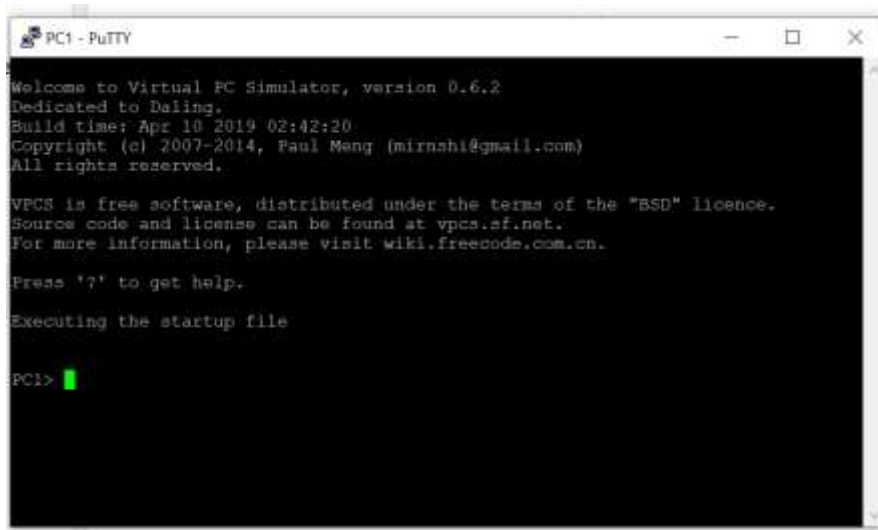 PC1 - PuTTY
Welcome to Virtual PC Simulator, version 0.6.2
Dedicated to Daling.
Build time: Apr 10 2019 02:42:20
Copyright (c) 2007-2014, Paul Meng (mirnshi@gmail.com)
All rights reserved.
VPCS is free software, distributed under the terms of the "BSD" licence.
Source code and license can be found at vpcs.sf.net.
For more information, please visit wiki.freecode.com.cn.
Press '?' to get help.
Executing the startup file
PC1>